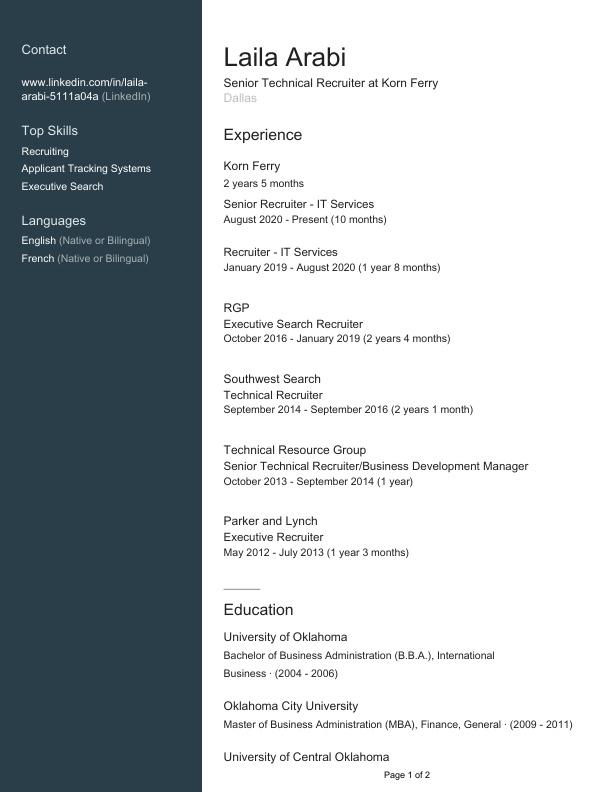 Contact
www.linkedin.com/in/laila-
arabi-5111a04a (LinkedIn)
Top Skills
Recruiting
Applicant Tracking Systems
Executive Search
Languages
English (Native or Bilingual)
French (Native or Bilingual)
Laila Arabi
Senior Technical Recruiter at Korn Ferry
Dallas
Experience
Korn Ferry
2 years 5 months
Senior Recruiter - IT Services
August 2020 - Present (10 months)
Recruiter - IT Services
January 2019 - August 2020 (1 year 8 months)
RGP
Executive Search Recruiter
October 2016 - January 2019 (2 years 4 months)
Southwest Search
Technical Recruiter
September 2014 - September 2016 (2 years 1 month)
Technical Resource Group
Senior Technical Recruiter/Business Development Manager
October 2013 - September 2014 (1 year)
Parker and Lynch
Executive Recruiter
May 2012 - July 2013 (1 year 3 months)
Education
University of Oklahoma
Bachelor of Business Administration (B.B.A.), International
Business · (2004 - 2006)
Oklahoma City University
Master of Business Administration (MBA), Finance, General · (2009 - 2011)
University of Central Oklahoma
Page 1 of 2